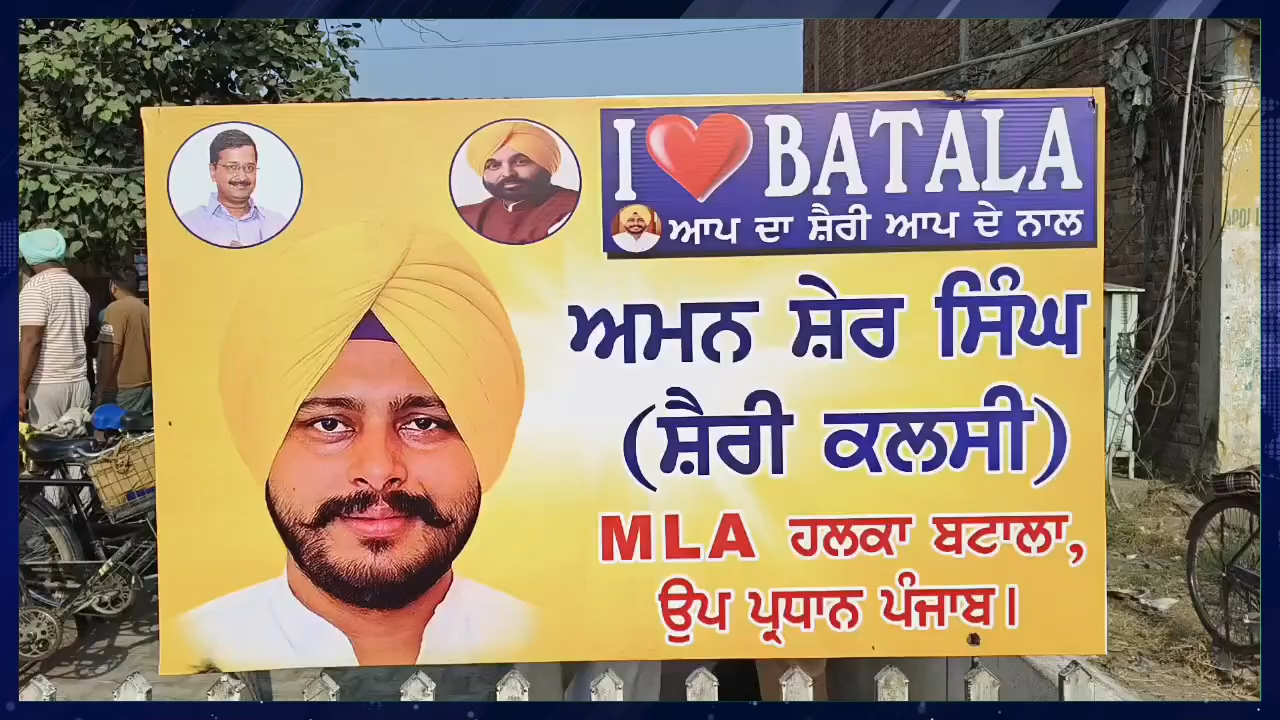 I ❤ BATALA
ਆਪ ਦਾ ਸ਼ੈਰੀ ਆਪ ਦੇ ਨਾਲ
ਅਮਨ ਸ਼ੇਰ ਸਿੰਘ
(ਸ਼ੈਰੀ ਕਲਸੀ)
MLA ਹਲਕਾ ਬਟਾਲਾ,
ਉਪ ਪ੍ਰਧਾਨ ਪੰਜਾਬ।